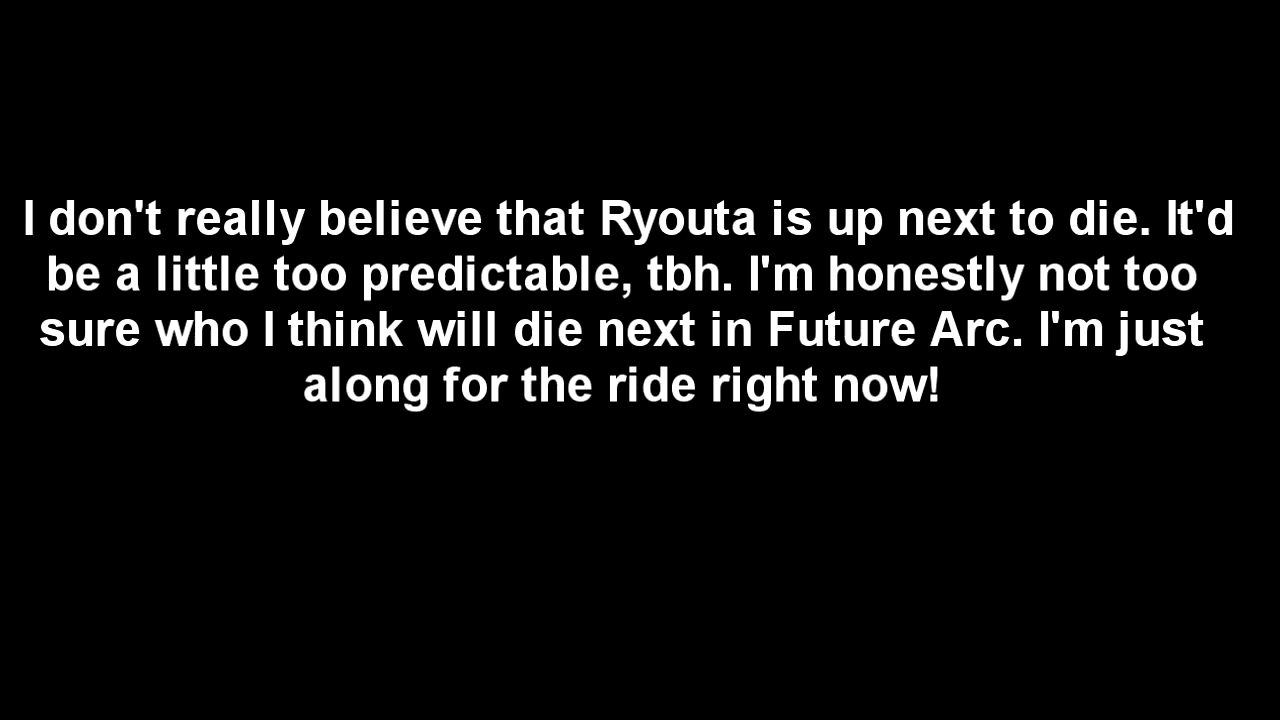 I don't really believe that Ryouta is up next to die. It'd
be a little too predictable, tbh. I'm honestly not too
sure who I think will die next in Future Arc. I'm just
along for the ride right now!